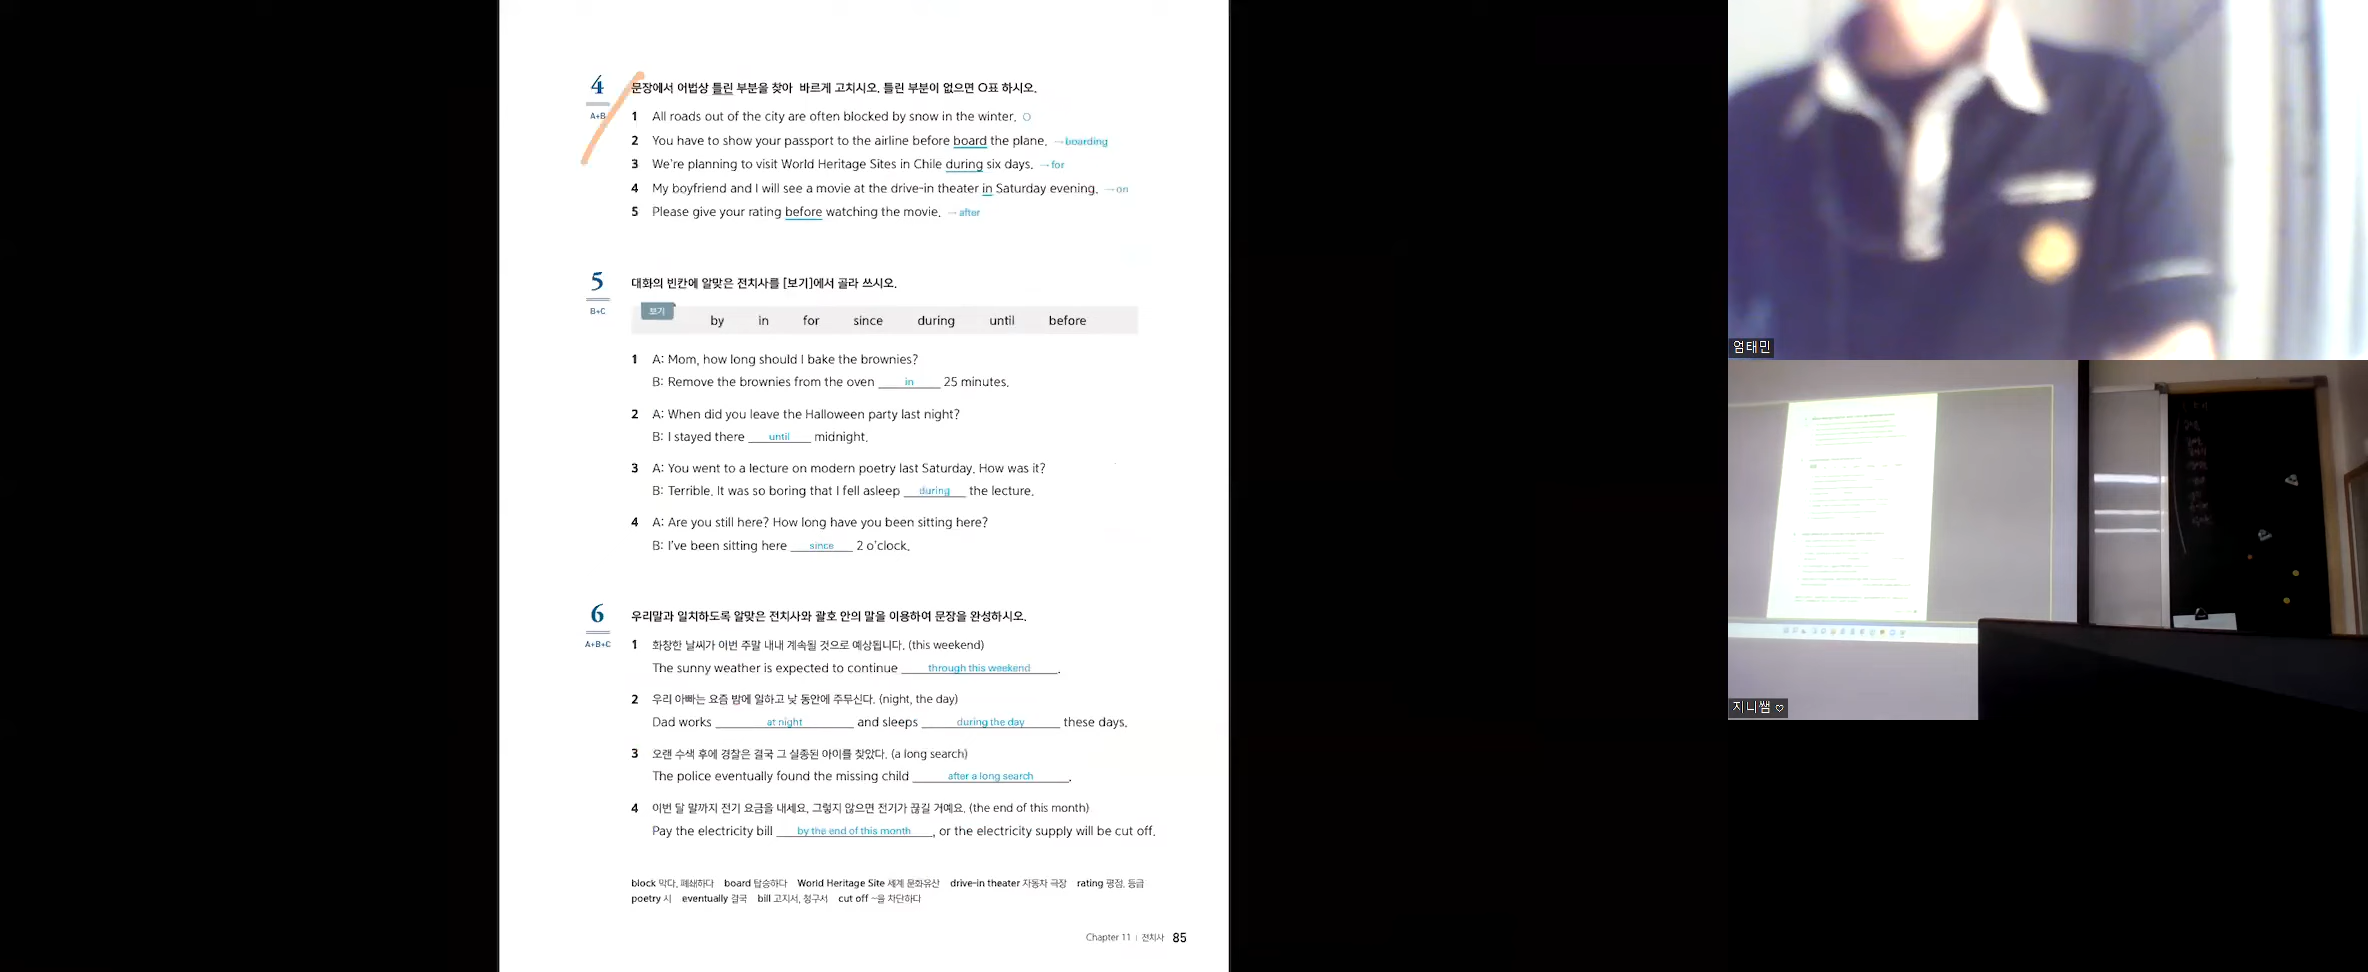 4
A+B
문장에서 어법상 틀린 부분을 찾아 바르게 고치시오. 틀린 부분이 없으면 O표 하시오.
1 All roads out of the city are often blocked by snow in the winter. O
2 You have to show your passport to the airline before board the plane. → boarding
3 We're planning to visit World Heritage Sites in Chile during six days. → for
4 My boyfriend and I will see a movie at the drive-in theater in Saturday evening. → on
5 Please give your rating before watching the movie. → after
5
B+C
대화의 빈칸에 알맞은 전치사를 [보기]에서 골라 쓰시오.
보기
by in for since during until before
1 A: Mom, how long should I bake the brownies?
B: Remove the brownies from the oven in 25 minutes.
2 A: When did you leave the Halloween party last night?
B: I stayed there until midnight.
3 A: You went to a lecture on modern poetry last Saturday. How was it?
B: Terrible. It was so boring that I fell asleep during the lecture.
4 A: Are you still here? How long have you been sitting here?
B: I've been sitting here since 2 o'clock.
6
A+B+C
우리말과 일치하도록 알맞은 전치사와 괄호 안의 말을 이용하여 문장을 완성하시오.
1 화창한 날씨가 이번 주말 내내 계속될 것으로 예상됩니다. (this weekend)
The sunny weather is expected to continue through this weekend.
2 우리 아빠는 요즘 밤에 일하고 낮 동안에 주무신다. (night, the day)
Dad works at night and sleeps during the day these days.
3 오랜 수색 후에 경찰은 결국 그 실종된 아이를 찾았다. (a long search)
The police eventually found the missing child after a long search.
4 이번 달 말까지 전기 요금을 내세요, 그렇지 않으면 전기가 끊길 거예요. (the end of this month)
Pay the electricity bill by the end of this month, or the electricity supply will be cut off.
block 막다, 폐쇄하다 board 탑승하다 World Heritage Site 세계 문화유산 drive-in theater 자동차 극장 rating 평점, 등급
poetry 시 eventually 결국 bill 고지서, 청구서 cut off ~을 차단하다
Chapter 11 | 전치사 85
엄태민
지니쌤 ♡